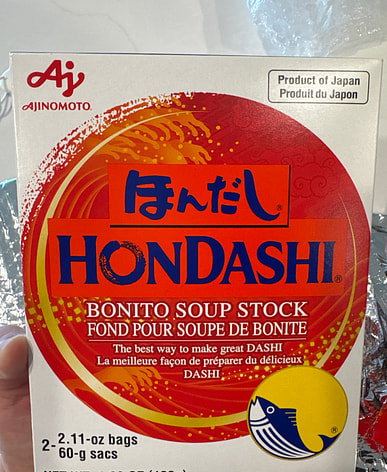 Aj
AJINOMOTO®
Product of Japan
Produit du Japon
ほんだし®
HONDASHI®
BONITO SOUP STOCK
FOND POUR SOUPE DE BONITE
The best way to make great DASHI
La meilleure façon de préparer du délicieux
DASHI
®
2-2.11-oz bags
60-g sacs